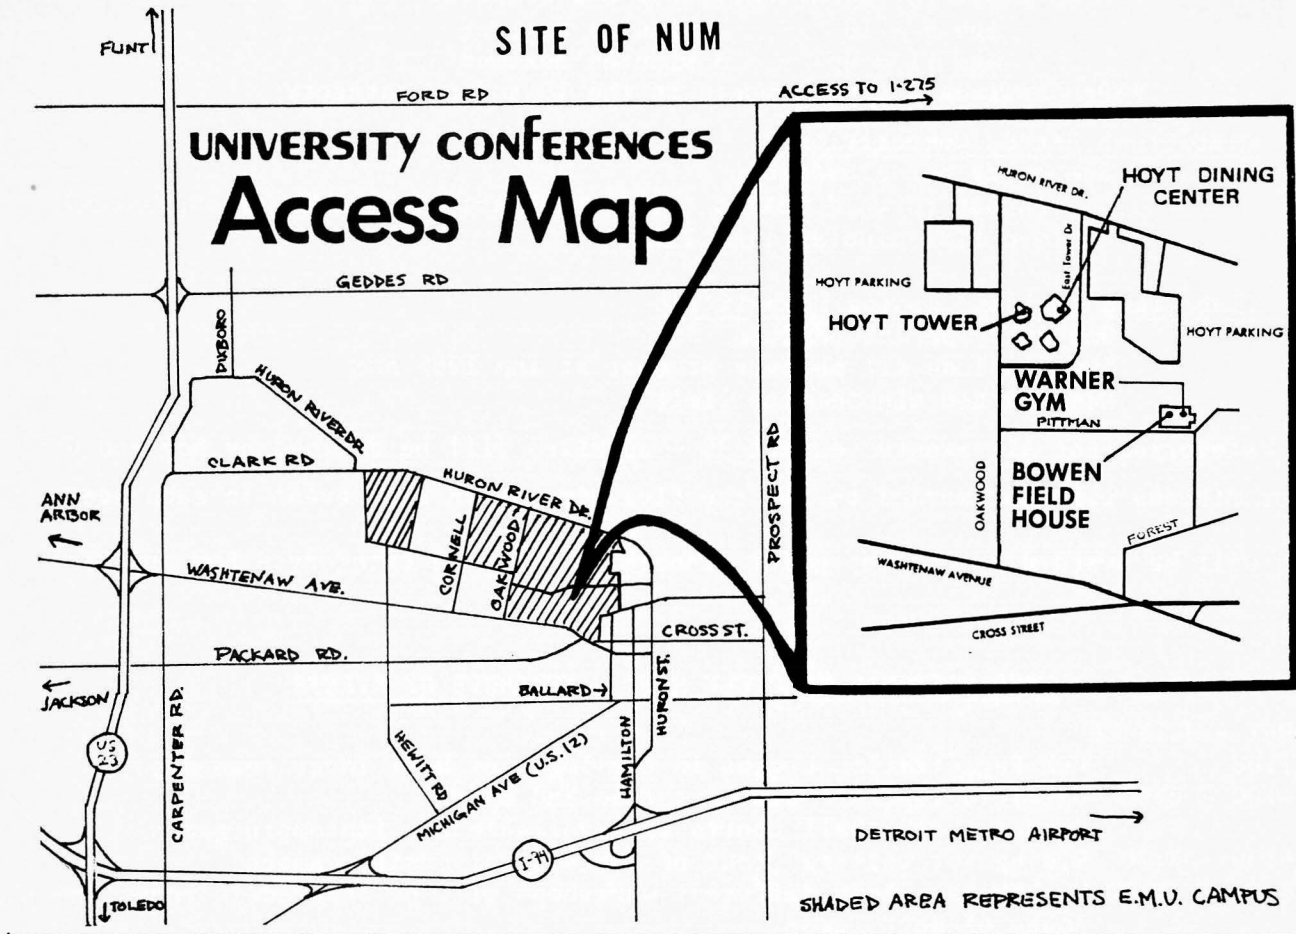 SITE OF NUM
FLINT
FORD RD
ACCESS TO I-275
UNIVERSITY CONFERENCES
Access Map
GEDDES RD
DIXBORO
HURON RIVER DR
CLARK RD
HURON RIVER DR.
ANN
ARBOR
WASHTENAW AVE.
CORNELL
OAKWOOD
PROSPECT RD
CROSS ST.
PACKARD RD.
BALLARD
JACKSON
HURON ST.
US
23
CARPENTER RD.
HEWITT RD
MICHIGAN AVE (U.S. 12)
HAMILTON
I-94
TOLEDO
DETROIT METRO AIRPORT
SHADED AREA REPRESENTS E.M.U. CAMPUS
HURON RIVER DR.
HOYT DINING
CENTER
East Tower Dr
HOYT PARKING
HOYT TOWER
HOYT PARKING
WARNER
GYM
PITTMAN
OAKWOOD
BOWEN
FIELD
HOUSE
FOREST
WASHTENAW AVENUE
CROSS STREET